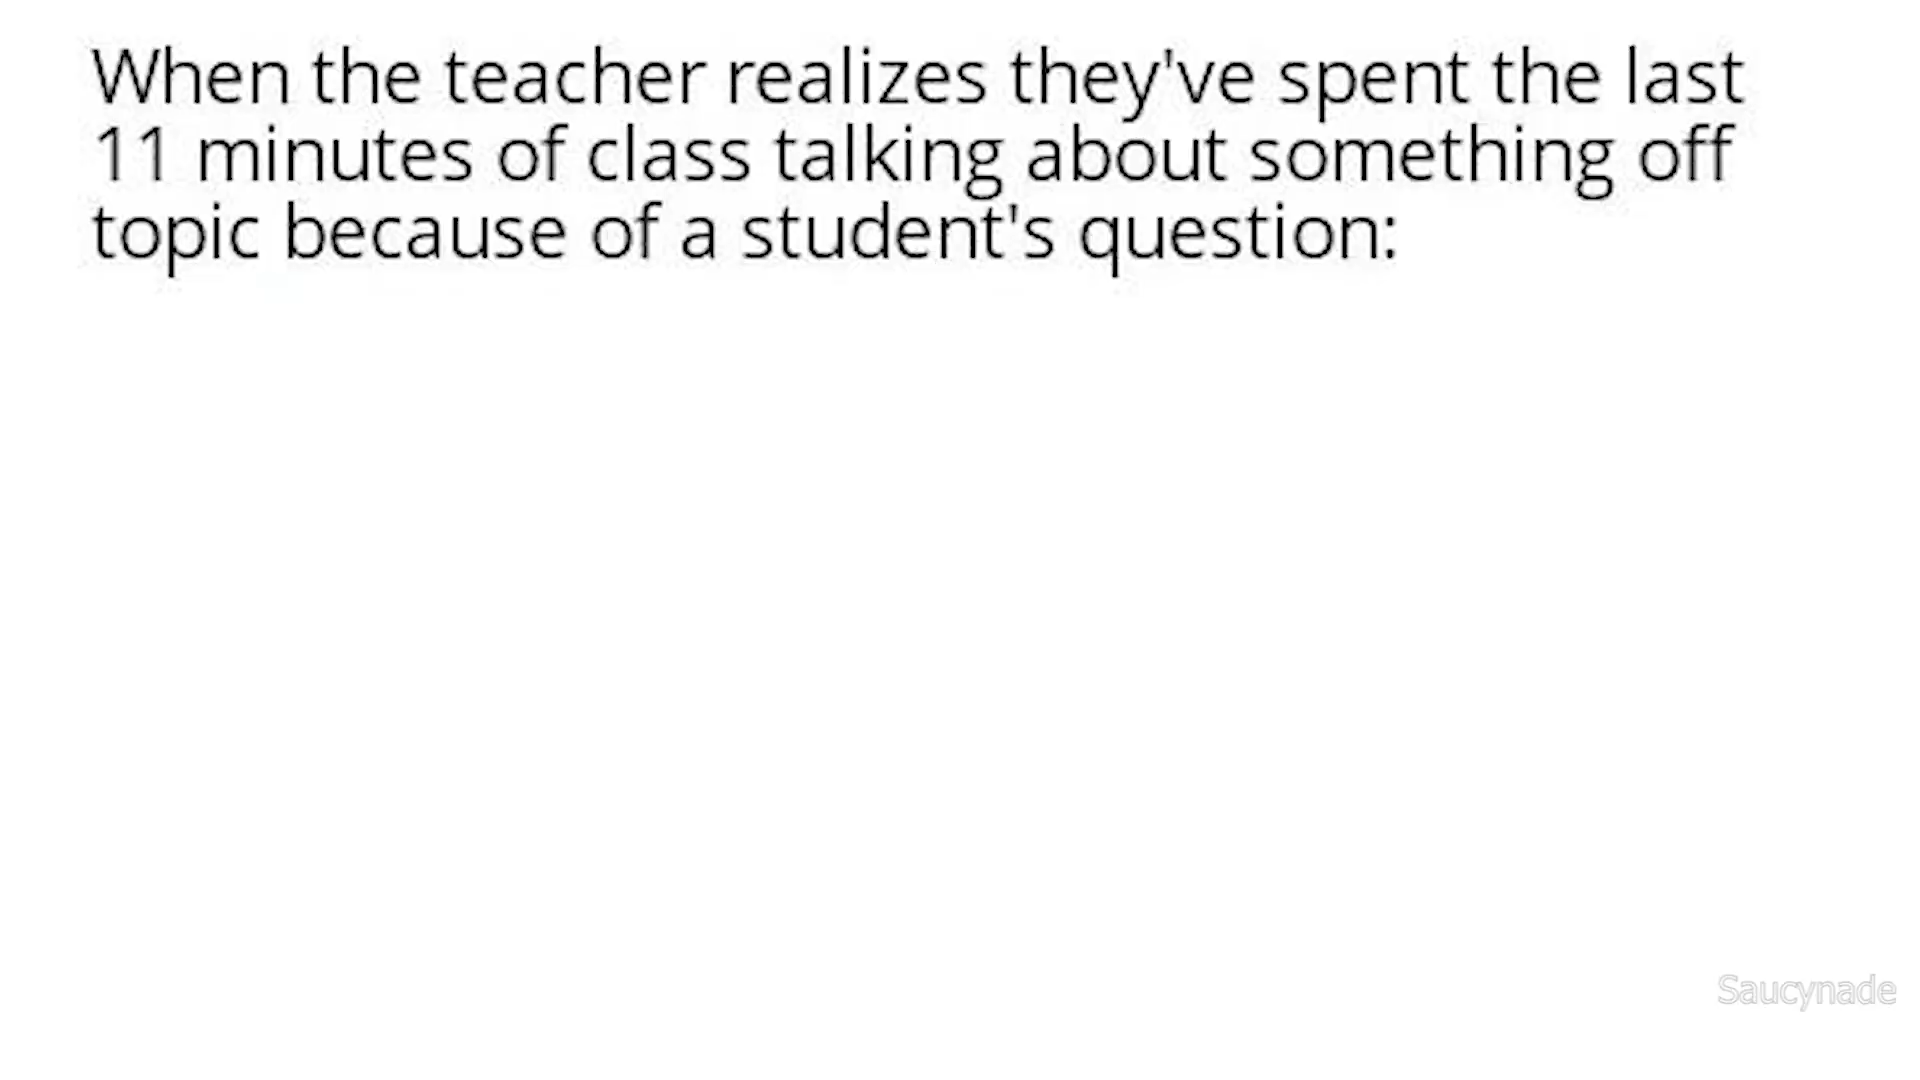 When the teacher realizes they've spent the last
11 minutes of class talking about something off
topic because of a student's question:
Saucynade